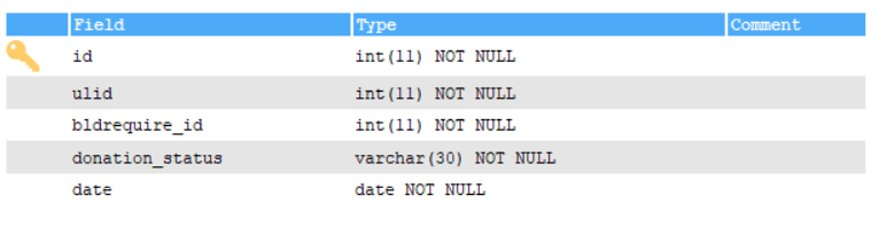 Field Type Comment
id int(11) NOT NULL
ulid int(11) NOT NULL
bldrequire_id int(11) NOT NULL
donation_status varchar(30) NOT NULL
date date NOT NULL